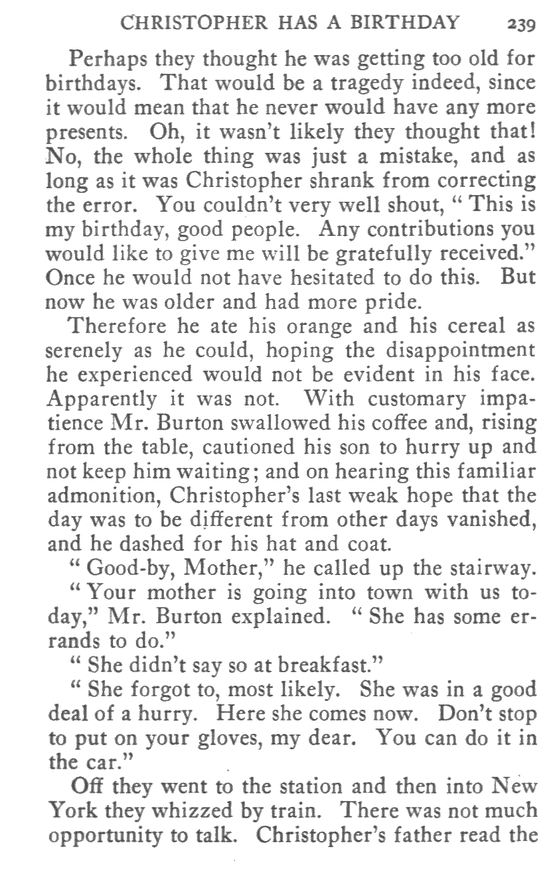 CHRISTOPHER HAS A BIRTHDAY 239
Perhaps they thought he was getting too old for
birthdays. That would be a tragedy indeed, since
it would mean that he never would have any more
presents. Oh, it wasn't likely they thought that!
No, the whole thing was just a mistake, and as
long as it was Christopher shrank from correcting
the error. You couldn't very well shout, “ This is
my birthday, good people. Any contributions you
would like to give me will be gratefully received.”
Once he would not have hesitated to do this. But
now he was older and had more pride.
Therefore he ate his orange and his cereal as
serenely as he could, hoping the disappointment
he experienced would not be evident in his face.
Apparently it was not. With customary impa-
tience Mr. Burton swallowed his coffee and, rising
from the table, cautioned his son to hurry up and
not keep him waiting; and on hearing this familiar
admonition, Christopher's last weak hope that the
day was to be different from other days vanished,
and he dashed for his hat and coat.
“ Good-by, Mother,” he called up the stairway.
“ Your mother is going into town with us to-
day,” Mr. Burton explained. “ She has some er-
rands to do.”
“ She didn't say so at breakfast.”
“ She forgot to, most likely. She was in a good
deal of a hurry. Here she comes now. Don't stop
to put on your gloves, my dear. You can do it in
the car.”
Off they went to the station and then into New
York they whizzed by train. There was not much
opportunity to talk. Christopher's father read the